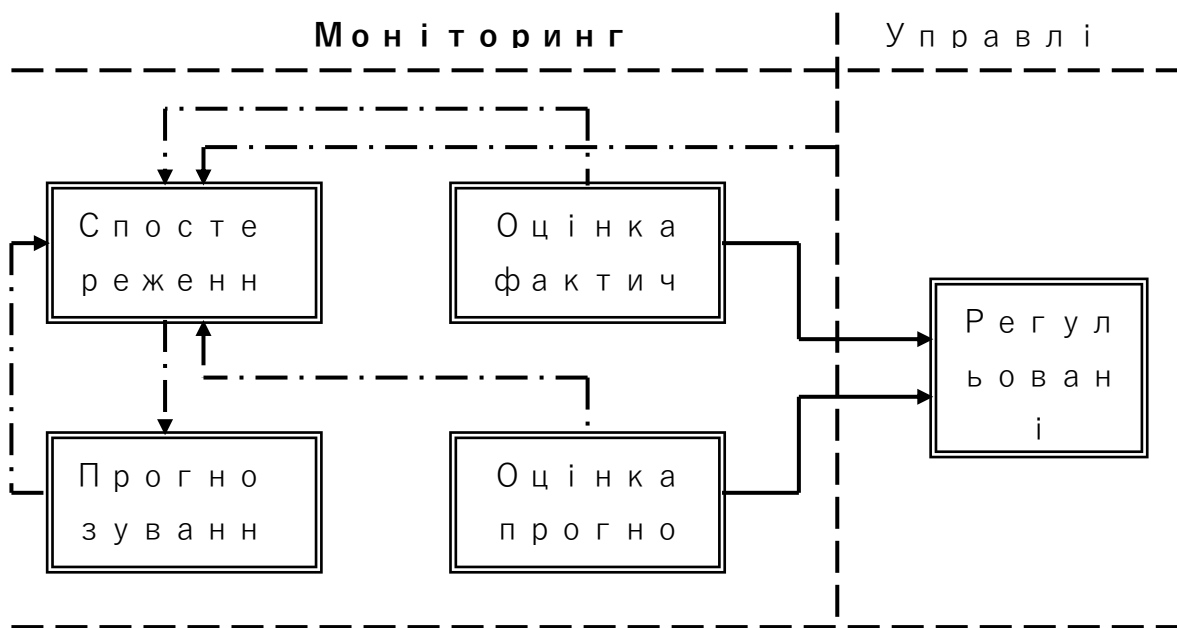 Моніторинг
Управлі
Спосте
реженн
Оцінка
фактич
Регул
ьован
і
Прогно
зуванн
Оцінка
прогно